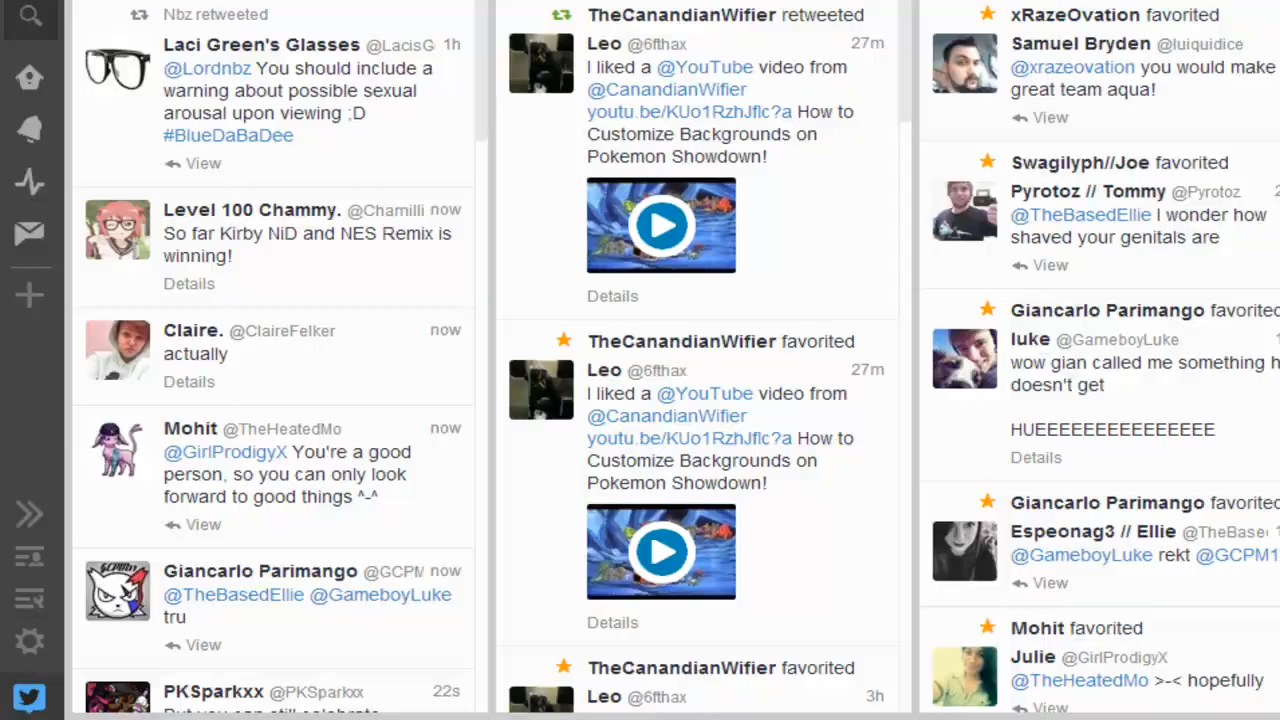 Nbz retweeted
Laci Green's Glasses @LacisG 1h
@Lordnbz You should include a
warning about possible sexual
arousal upon viewing ;D
#BlueDaBaDee
View
Level 100 Chammy. @Chamilli now
So far Kirby NiD and NES Remix is
winning!
Details
Claire. @ClaireFelker now
actually
Details
Mohit @TheHeatedMo now
@GirlProdigyX You're a good
person, so you can only look
forward to good things ^-^
View
Giancarlo Parimango @GCPM now
@TheBasedEllie @GameboyLuke
tru
View
PKSparkxx @PKSparkxx 22s
But you can still celebrate
TheCanandianWifier retweeted
Leo @6fthax 27m
I liked a @YouTube video from
@CanandianWifier
youtu.be/KUo1RzhJflc?a How to
Customize Backgrounds on
Pokemon Showdown!
Details
TheCanandianWifier favorited
Leo @6fthax 27m
I liked a @YouTube video from
@CanandianWifier
youtu.be/KUo1RzhJflc?a How to
Customize Backgrounds on
Pokemon Showdown!
Details
TheCanandianWifier favorited
Leo @6fthax 3h
xRazeOvation favorited
Samuel Bryden @luiquidice
@xrazeovation you would make
great team aqua!
View
Swagilyph//Joe favorited
Pyrotoz // Tommy @Pyrotoz 2
@TheBasedEllie I wonder how
shaved your genitals are
View
Giancarlo Parimango favorited
luke @GameboyLuke
wow gian called me something h
doesn't get
HUEEEEEEEEEEEEEEE
Details
Giancarlo Parimango favorited
Espeonag3 // Ellie @TheBase
@GameboyLuke rekt @GCPM1
View
Mohit favorited
Julie @GirlProdigyX
@TheHeatedMo >-< hopefully
View